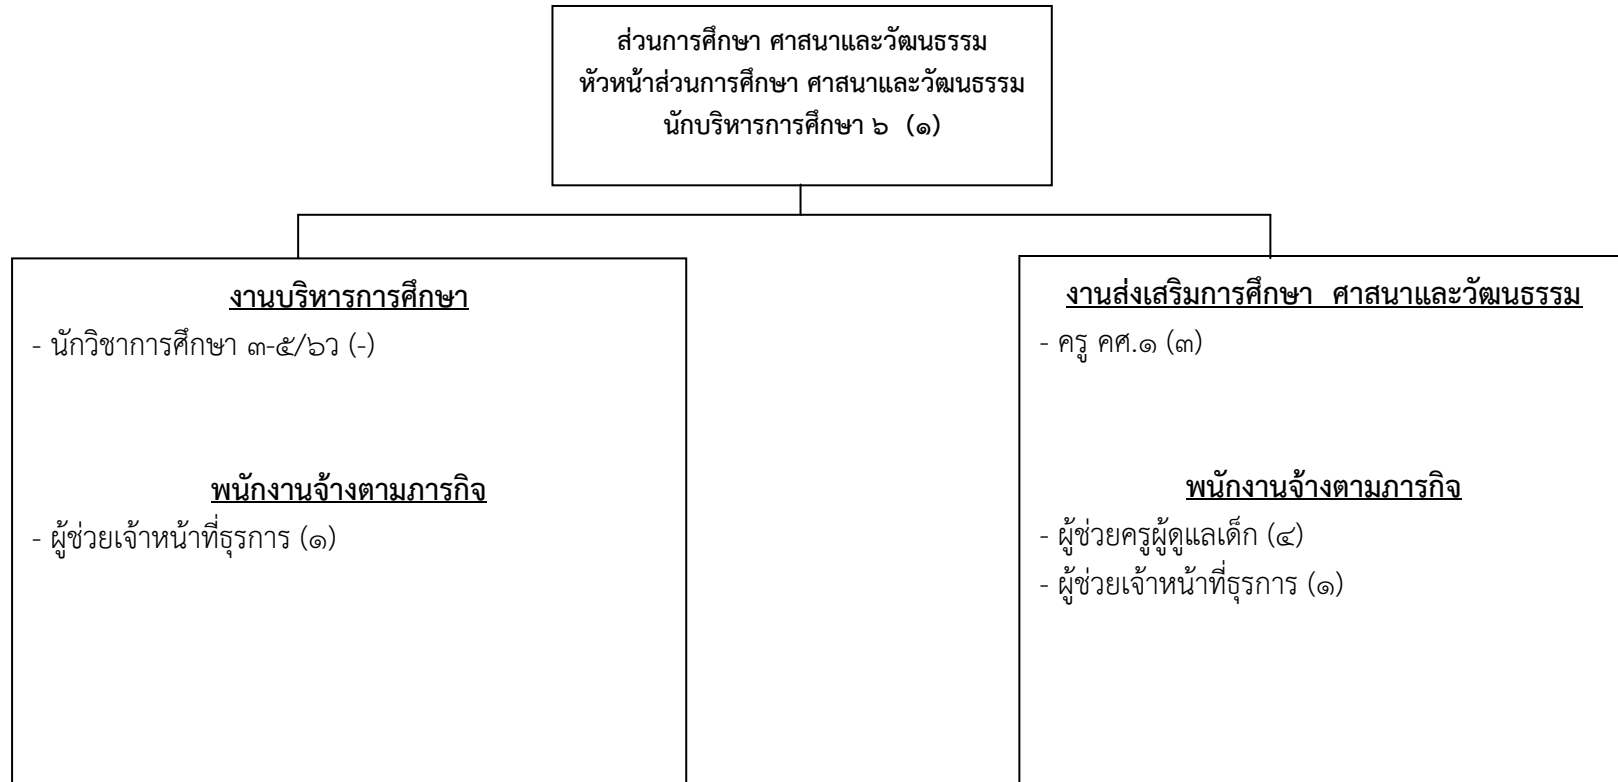 ส่วนการศึกษา ศาสนาและวัฒนธรรม
หัวหน้าส่วนการศึกษา ศาสนาและวัฒนธรรม
นักบริหารการศึกษา ๖ (๑)
งานบริหารการศึกษา
- นักวิชาการศึกษา ๓-๕/๖ว (-)
พนักงานจ้างตามภารกิจ
- ผู้ช่วยเจ้าหน้าที่ธุรการ (๑)
งานส่งเสริมการศึกษา ศาสนาและวัฒนธรรม
- ครู คศ.๑ (๓)
พนักงานจ้างตามภารกิจ
- ผู้ช่วยครูผู้ดูแลเด็ก (๔)
- ผู้ช่วยเจ้าหน้าที่ธุรการ (๑)